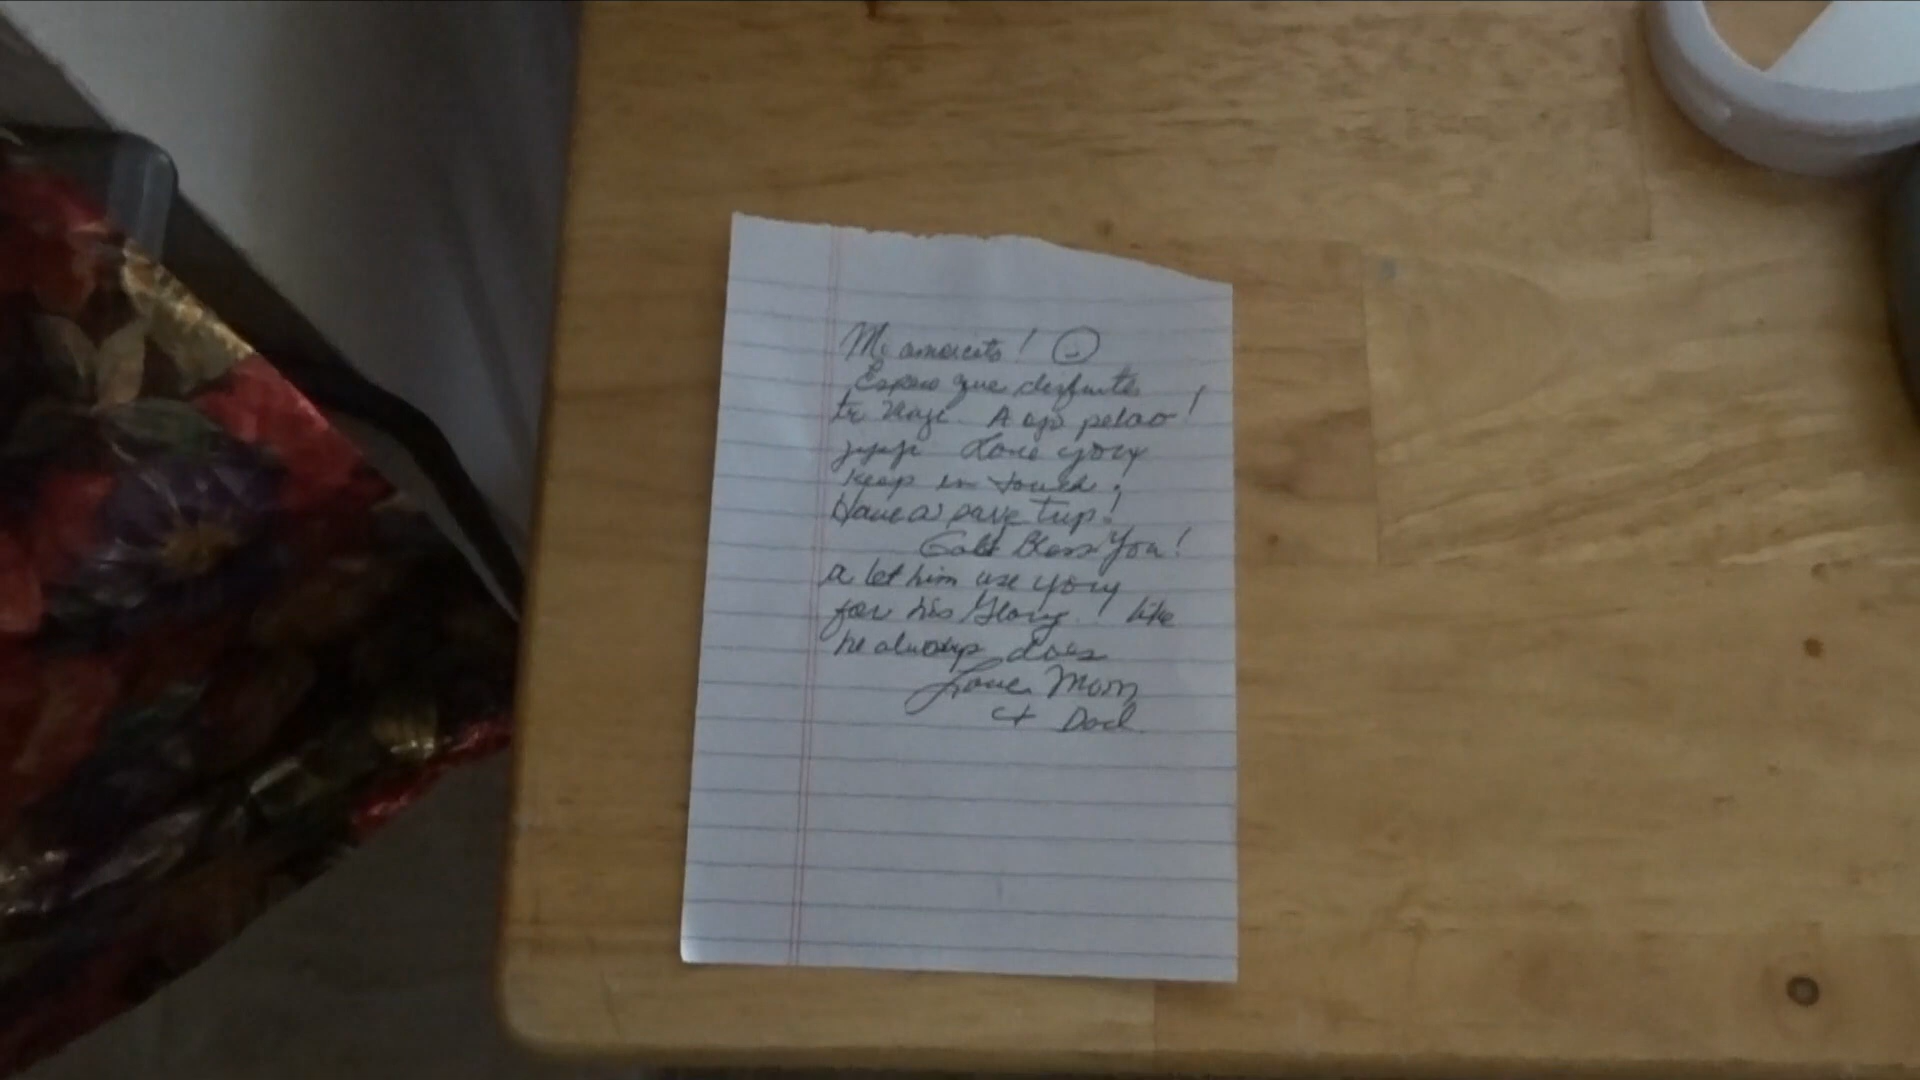 Mi amorcito!
Espero que disfrutes
tu viaje. A ojo pelao!
jajaja Love you
keep in touch!
Have a safe trip!
God Bless You!
& let him use you
for his Glory! like
he always does
Love Mom
& Dad